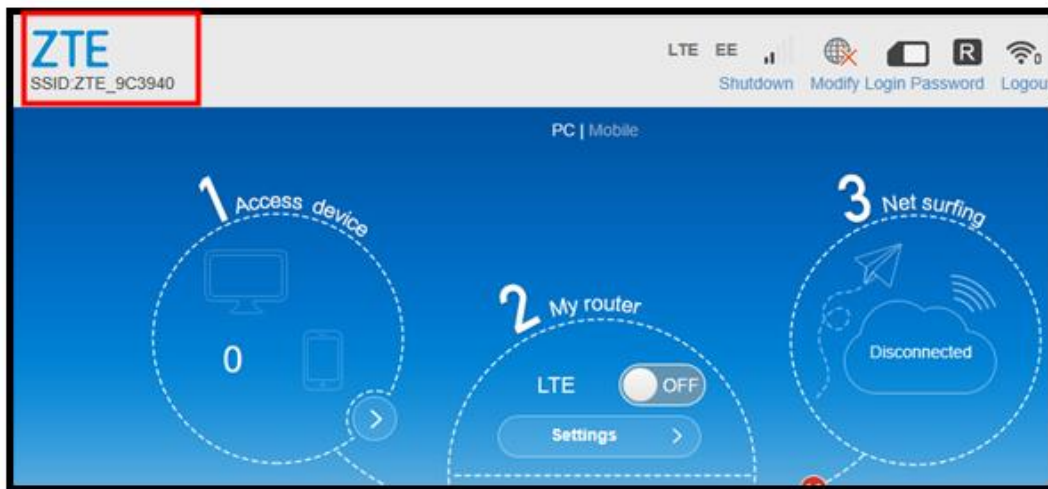 ZTE
SSID:ZTE_9C3940
LTE EE R 0
Shutdown Modify Login Password
PC | Mobile
1 Access device
0
2 My router
LTE OFF
Settings >
3 Net surfing
Disconnected